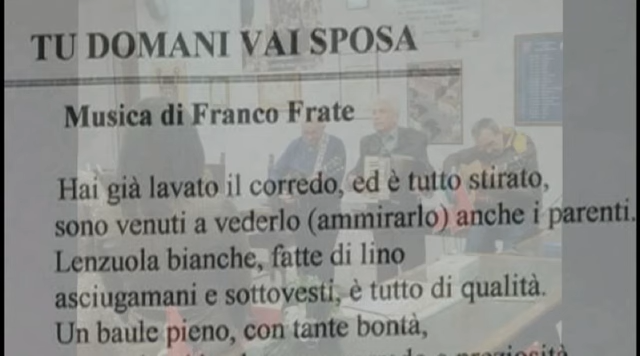 TU DOMANI VAI SPOSA
Musica di Franco Frate
Hai già lavato il corredo, ed è tutto stirato,
sono venuti a vederlo (ammirarlo) anche i parenti.
Lenzuola bianche, fatte di lino
asciugamani e sottovesti, è tutto di qualità.
Un baule pieno, con tante bontà,